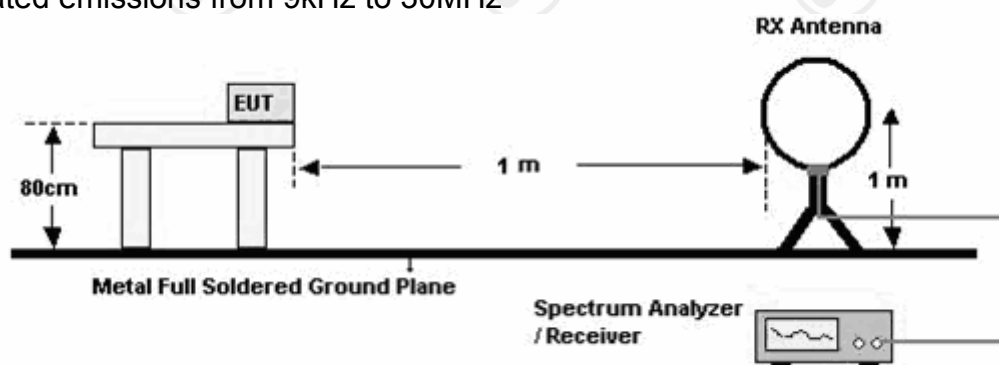 ated emissions from 9kHz to 30MHz
RX Antenna
EUT
1 m
80cm
1 m
Metal Full Soldered Ground Plane
Spectrum Analyzer
/ Receiver